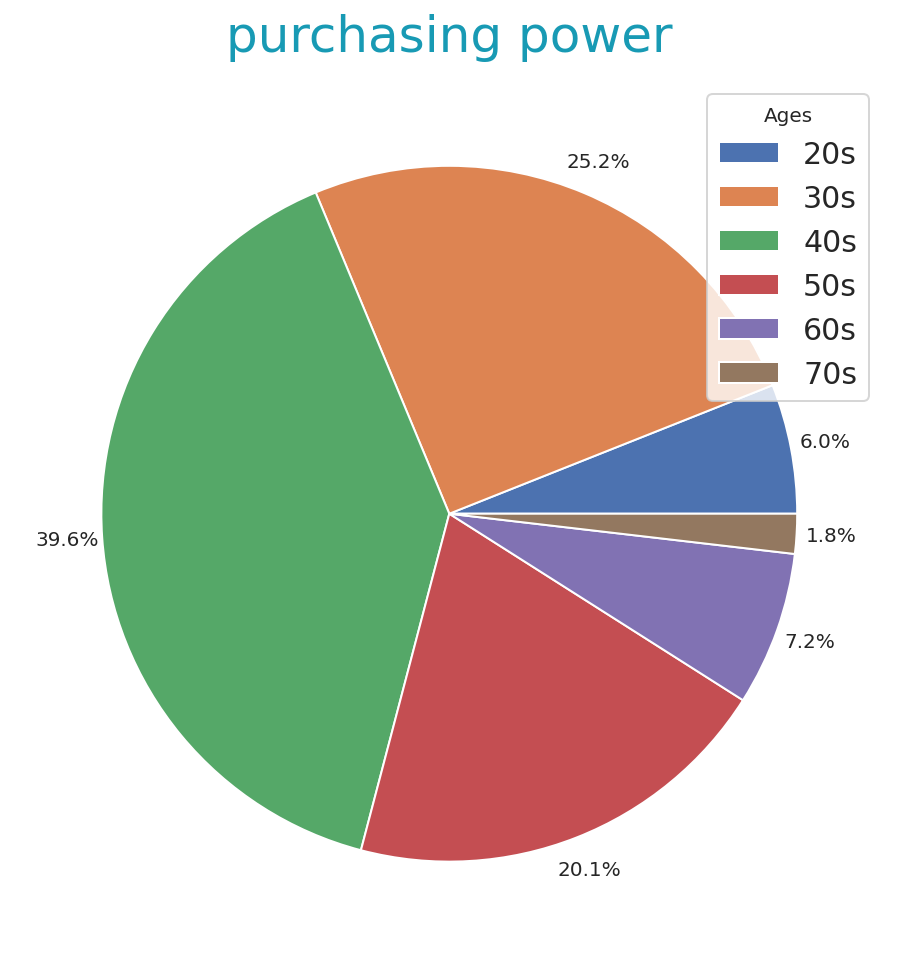 purchasing power
Ages
20s
30s
40s
50s
60s
70s
25.2%
6.0%
39.6%
1.8%
7.2%
20.1%